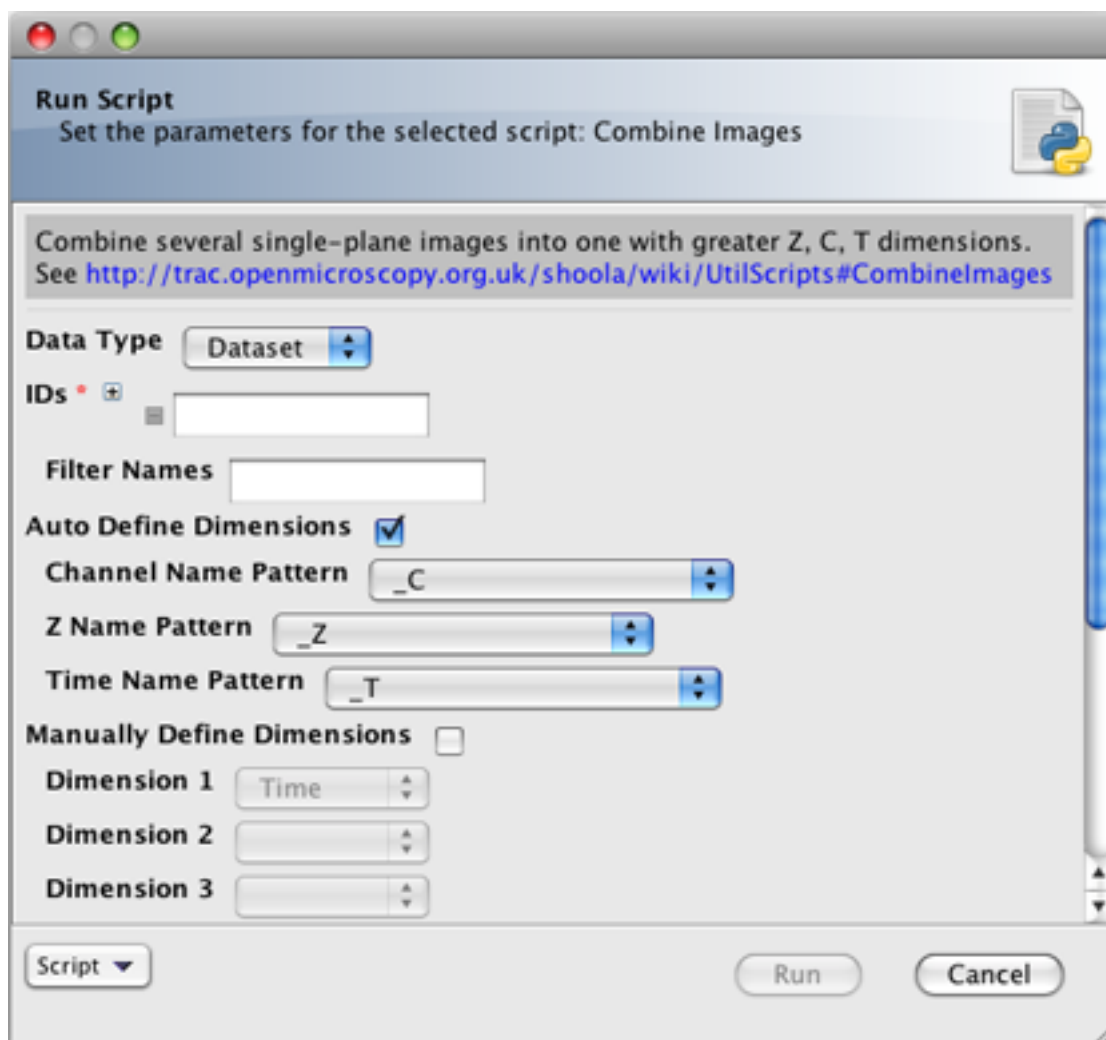 Run Script
Set the parameters for the selected script: Combine Images
Combine several single-plane images into one with greater Z, C, T dimensions.
See http://trac.openmicroscopy.org.uk/shoola/wiki/UtilScripts#CombineImages
Data Type Dataset
IDs *
Filter Names
Auto Define Dimensions
Channel Name Pattern _C
Z Name Pattern _Z
Time Name Pattern _T
Manually Define Dimensions
Dimension 1 Time
Dimension 2
Dimension 3
Script Run Cancel